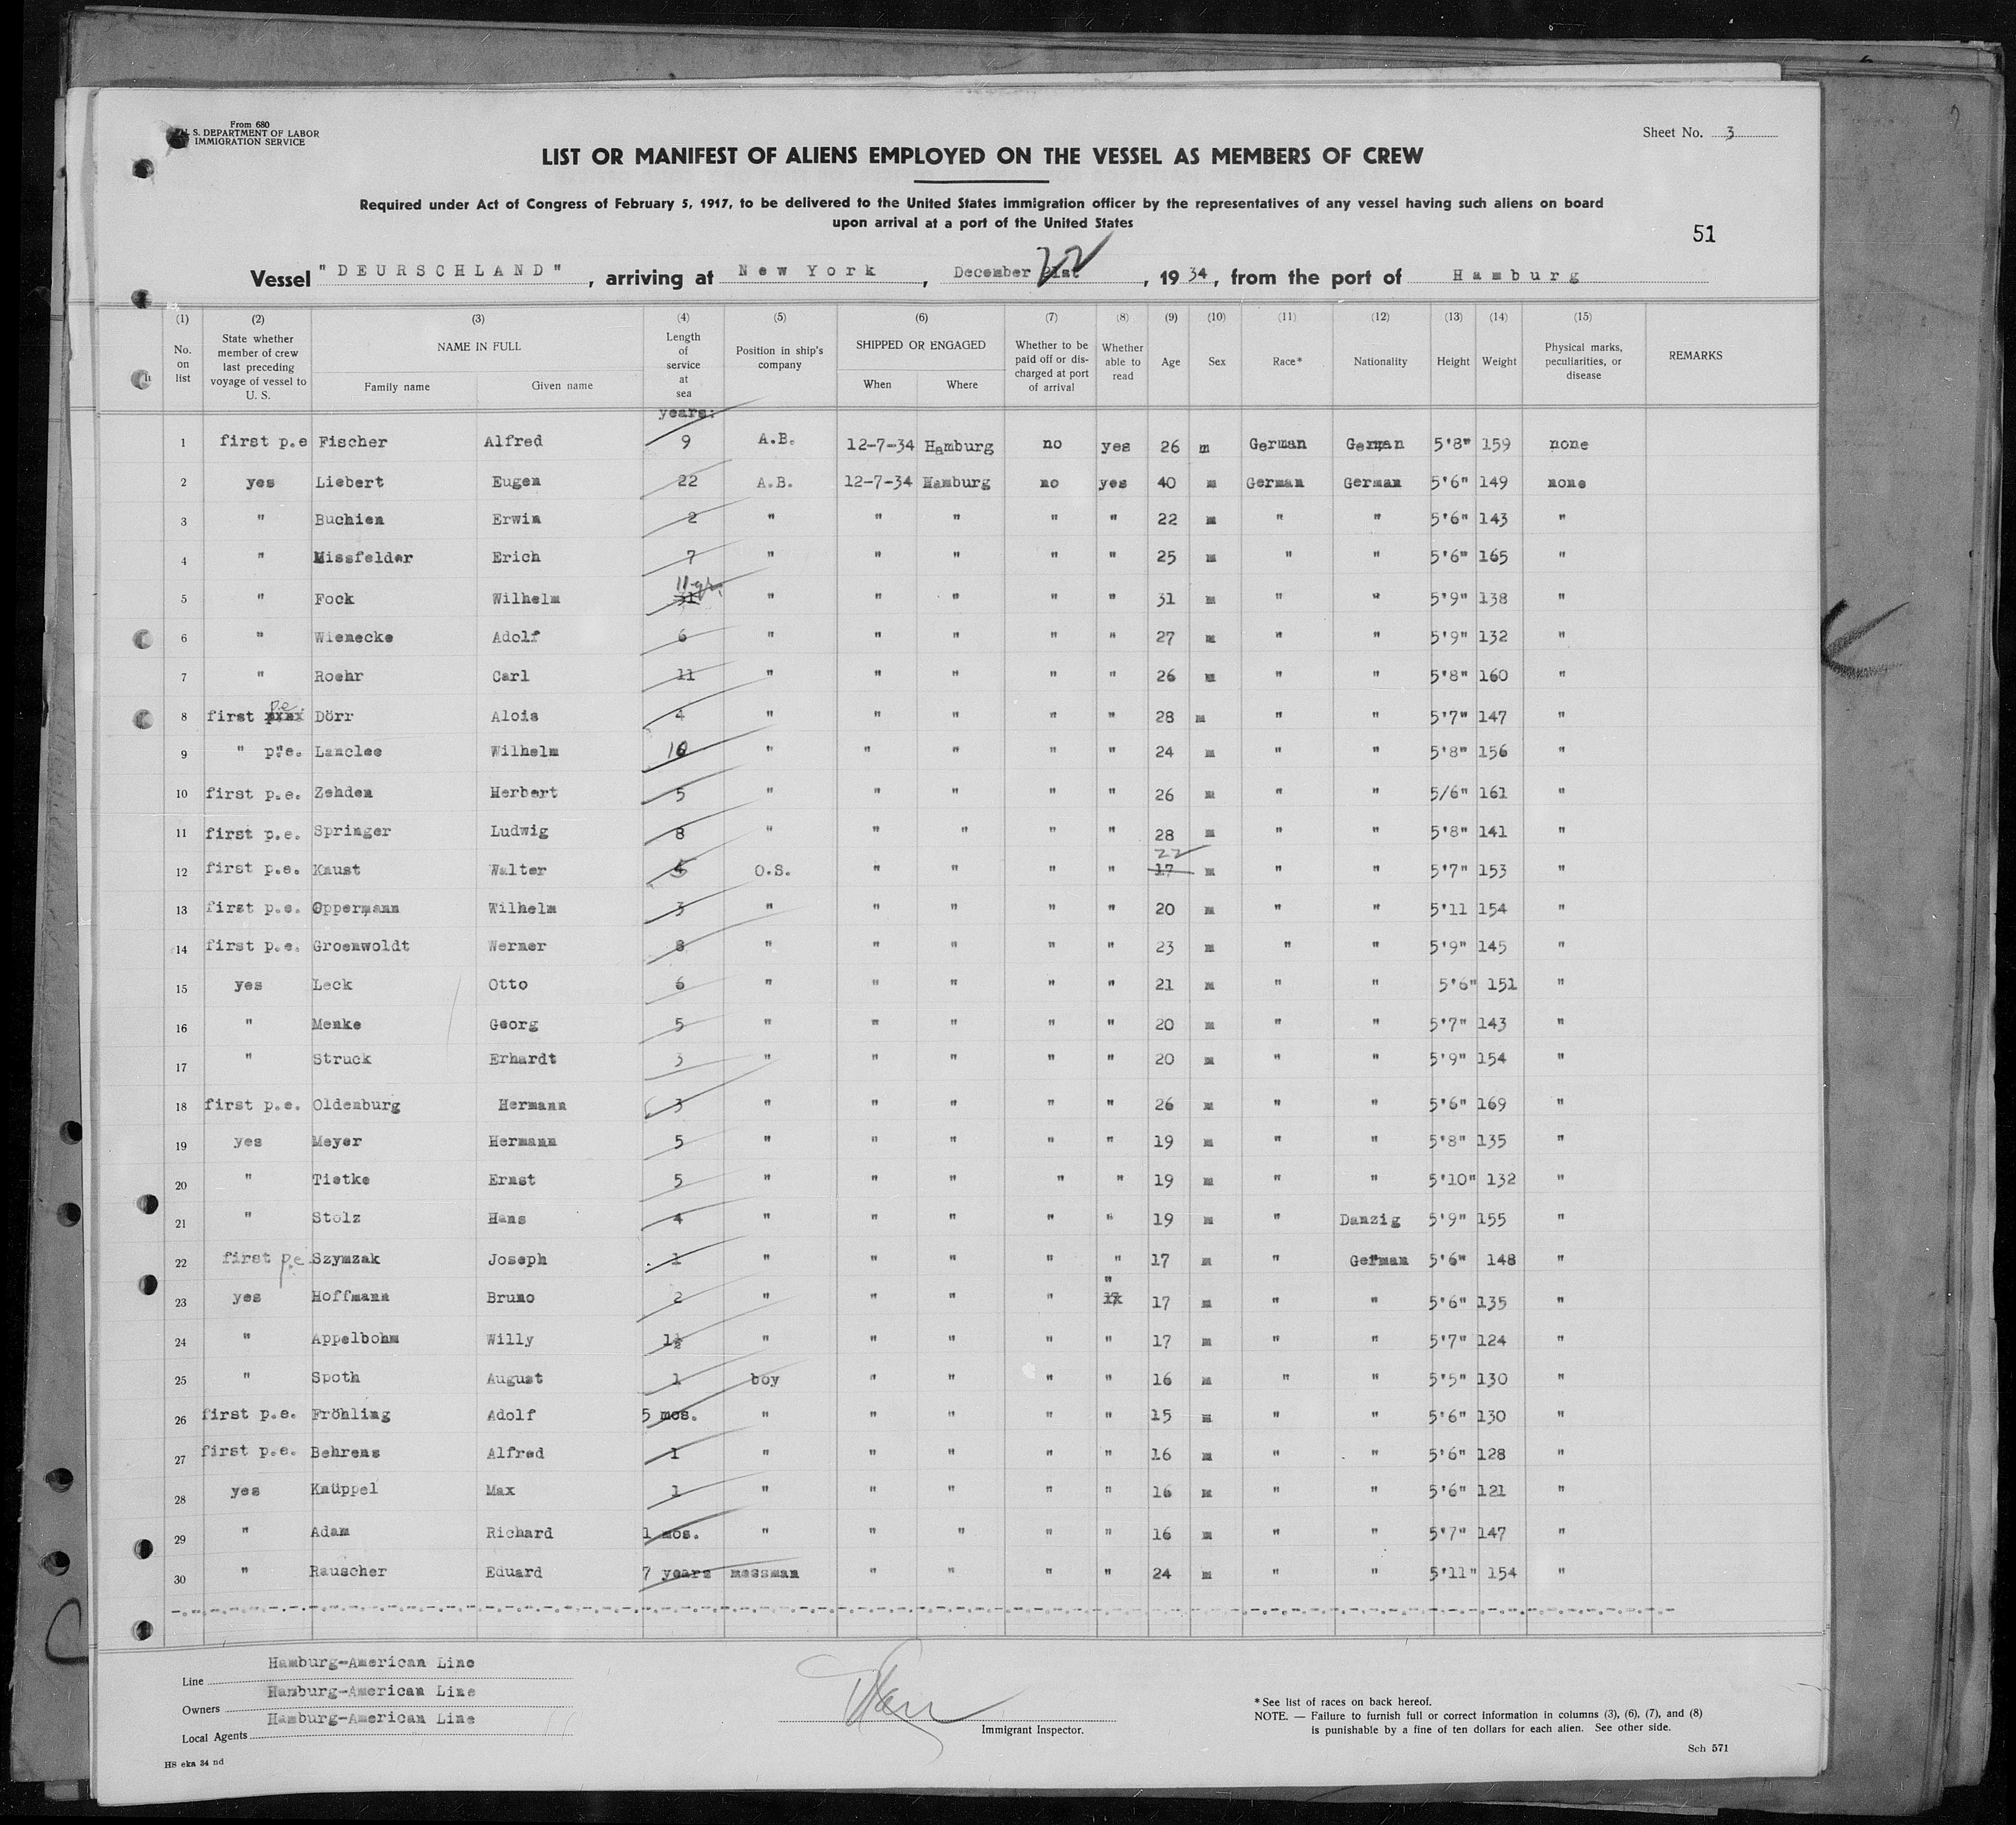 From 680
U. S. DEPARTMENT OF LABOR
IMMIGRATION SERVICE
Sheet No. 3
LIST OR MANIFEST OF ALIENS EMPLOYED ON THE VESSEL AS MEMBERS OF CREW
Required under Act of Congress of February 5, 1917, to be delivered to the United States immigration officer by the representatives of any vessel having such aliens on board
upon arrival at a port of the United States
51
Vessel "DEURSCHLAND", arriving at New York, December 21st 22, 1934, from the port of Hamburg
(1) (2) (3) (4) (5) (6) (7) (8) (9) (10) (11) (12) (13) (14) (15)
No. on list | State whether member of crew last preceding voyage of vessel to U. S. | NAME IN FULL Family name Given name | Length of service at sea | Position in ship's company | SHIPPED OR ENGAGED When Where | Whether to be paid off or discharged at port of arrival | Whether able to read | Age | Sex | Race* | Nationality | Height | Weight | Physical marks, peculiarities, or disease | REMARKS
years:
1 first p.e Fischer Alfred 9 A.B. 12-7-34 Hamburg no yes 26 m German German 5'8" 159 none
2 yes Liebert Eugen 22 A.B. 12-7-34 Hamburg no yes 40 m German German 5'6" 149 none
3 " Buchien Erwin 2 " " " " " 22 m " " 5'6" 143 "
4 " Missfelder Erich 7 " " " " " 25 m " " 5'6" 165 "
5 " Fock Wilhelm 31 11 yr. " " " " " 31 m " " 5'9" 138 "
6 " Wienecke Adolf 6 " " " " " 27 m " " 5'9" 132 "
7 " Roehr Carl 11 " " " " " 26 m " " 5'8" 160 "
8 first p.e Dörr Alois 4 " " " " " 28 m " " 5'7" 147 "
9 " p.e. Lanclee Wilhelm 10 " " " " " 24 m " " 5'8" 156 "
10 first p.e. Zehden Herbert 5 " " " " " 26 m " " 5/6" 161 "
11 first p.e. Springer Ludwig 8 " " " " " 28 m " " 5'8" 141 "
12 first p.e. Knust Walter 5 O.S. " " " " 17 22 m " " 5'7" 153 "
13 first p.e. Oppermann Wilhelm 3 " " " " " 20 m " " 5'11 154 "
14 first p.e. Groenwoldt Werner 8 " " " " " 23 m " " 5'9" 145 "
15 yes Leck Otto 6 " " " " " 21 m " " 5'6" 151 "
16 " Menke Georg 5 " " " " " 20 m " " 5'7" 143 "
17 " Struck Erhardt 3 " " " " " 20 m " " 5'9" 154 "
18 first p.e. Oldenburg Hermann 3 " " " " " 26 m " " 5'6" 169 "
19 yes Meyer Hermann 5 " " " " " 19 m " " 5'8" 135 "
20 " Tietke Ernst 5 " " " " " 19 m " " 5'10" 132 "
21 " Stolz Hans 4 " " " " " 19 m " Danzig 5'9" 155 "
22 first p.e Szymzak Joseph 1 " " " " " 17 m " German 5'6" 148 "
23 yes Hoffmann Bruno 2 " " " " " 17 m " " 5'6" 135 "
24 " Appelbohm Willy 1½ " " " " " 17 m " " 5'7" 124 "
25 " Spoth August 1 boy " " " " 16 m " " 5'5" 130 "
26 first p.e. Fröhling Adolf 5 mos. " " " " " 15 m " " 5'6" 130 "
27 first p.e. Behrens Alfred 1 " " " " " 16 m " " 5'6" 128 "
28 yes Knüppel Max 1 " " " " " 16 m " " 5'6" 121 "
29 " Adam Richard 1 mos. " " " " " 16 m " " 5'7" 147 "
30 " Rauscher Eduard 7 years messman " " " " 24 m " " 5'11" 154 "
Line Hamburg-American Line
Owners Hamburg-American Line
Local Agents Hamburg-American Line
Immigrant Inspector.
*See list of races on back hereof.
NOTE. — Failure to furnish full or correct information in columns (3), (6), (7), and (8)
is punishable by a fine of ten dollars for each alien. See other side.
HS eka 34 nd
Sch 571